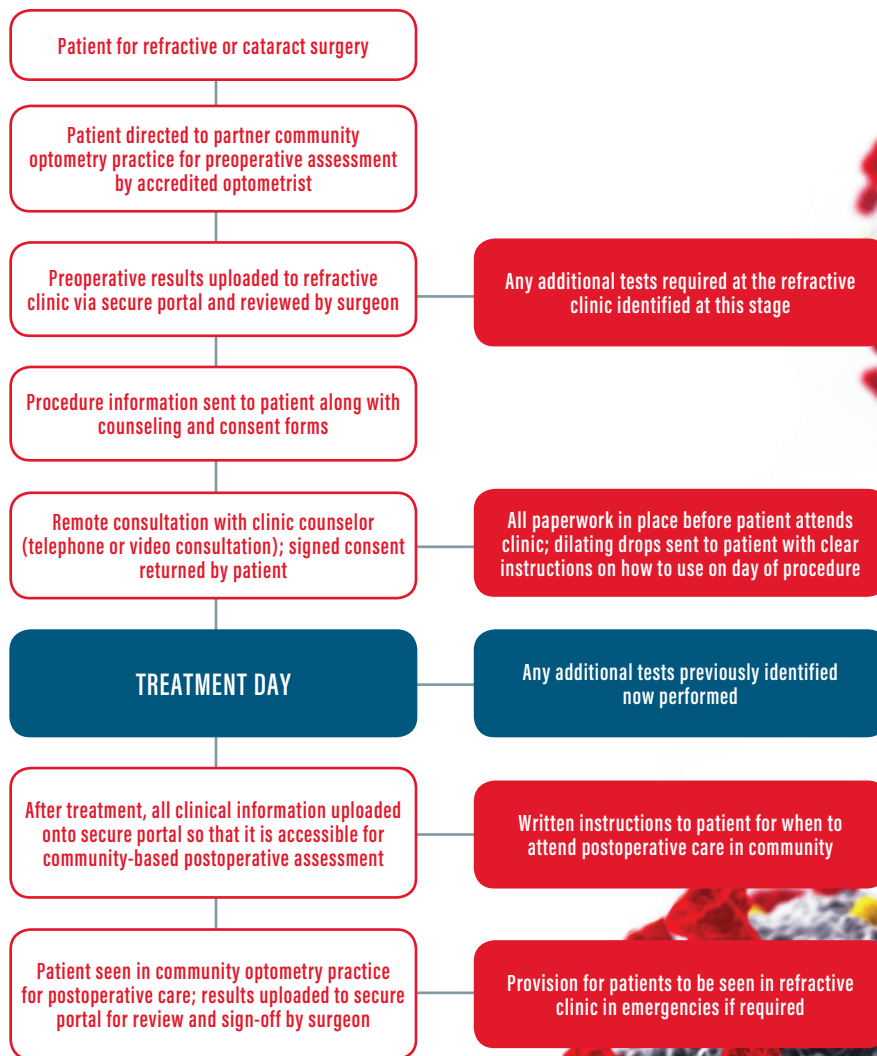 Patient for refractive or cataract surgery
Patient directed to partner community
optometry practice for preoperative assessment
by accredited optometrist
Preoperative results uploaded to refractive
clinic via secure portal and reviewed by surgeon
Any additional tests required at the refractive
clinic identified at this stage
Procedure information sent to patient along with
counseling and consent forms
Remote consultation with clinic counselor
(telephone or video consultation); signed consent
returned by patient
All paperwork in place before patient attends
clinic; dilating drops sent to patient with clear
instructions on how to use on day of procedure
TREATMENT DAY
Any additional tests previously identified
now performed
After treatment, all clinical information uploaded
onto secure portal so that it is accessible for
community-based postoperative assessment
Written instructions to patient for when to
attend postoperative care in community
Patient seen in community optometry practice
for postoperative care; results uploaded to secure
portal for review and sign-off by surgeon
Provision for patients to be seen in refractive
clinic in emergencies if required